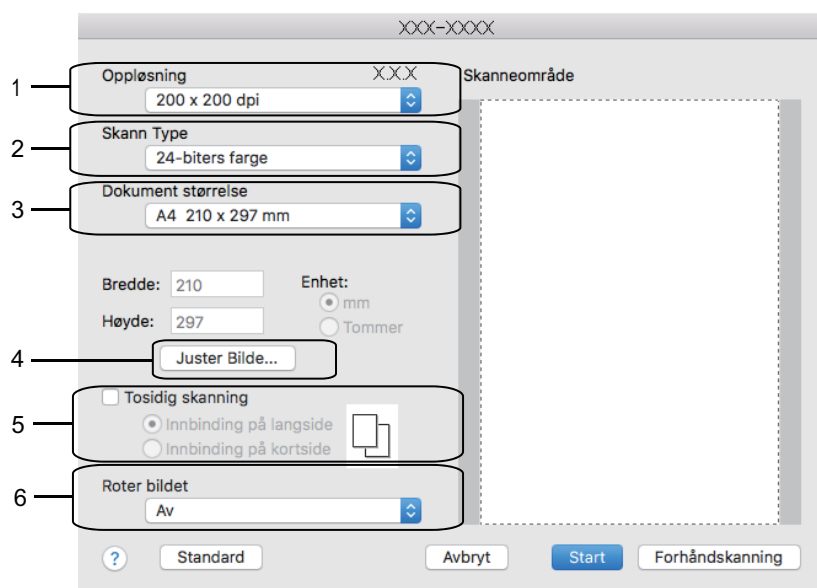 XXX-XXXX
1
Oppløsning X.X.X
200 x 200 dpi
2
Skann Type
24-biters farge
3
Dokument størrelse
A4 210 x 297 mm
Bredde: 210
Høyde: 297
Enhet:
mm
Tommer
4
Juster Bilde...
5
Tosidig skanning
Innbinding på langside
Innbinding på kortside
6
Roter bildet
Av
Skanneområde
? Standard Avbryt Start Forhåndskanning